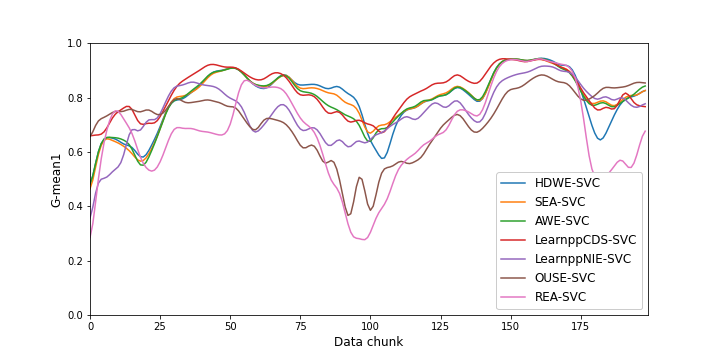 1.0
0.8
0.6
0.4
0.2
0.0
G-mean1
0
25
50
75
100
125
150
175
Data chunk
HDWE-SVC
SEA-SVC
AWE-SVC
LearnppCDS-SVC
LearnppNIE-SVC
OUSE-SVC
REA-SVC